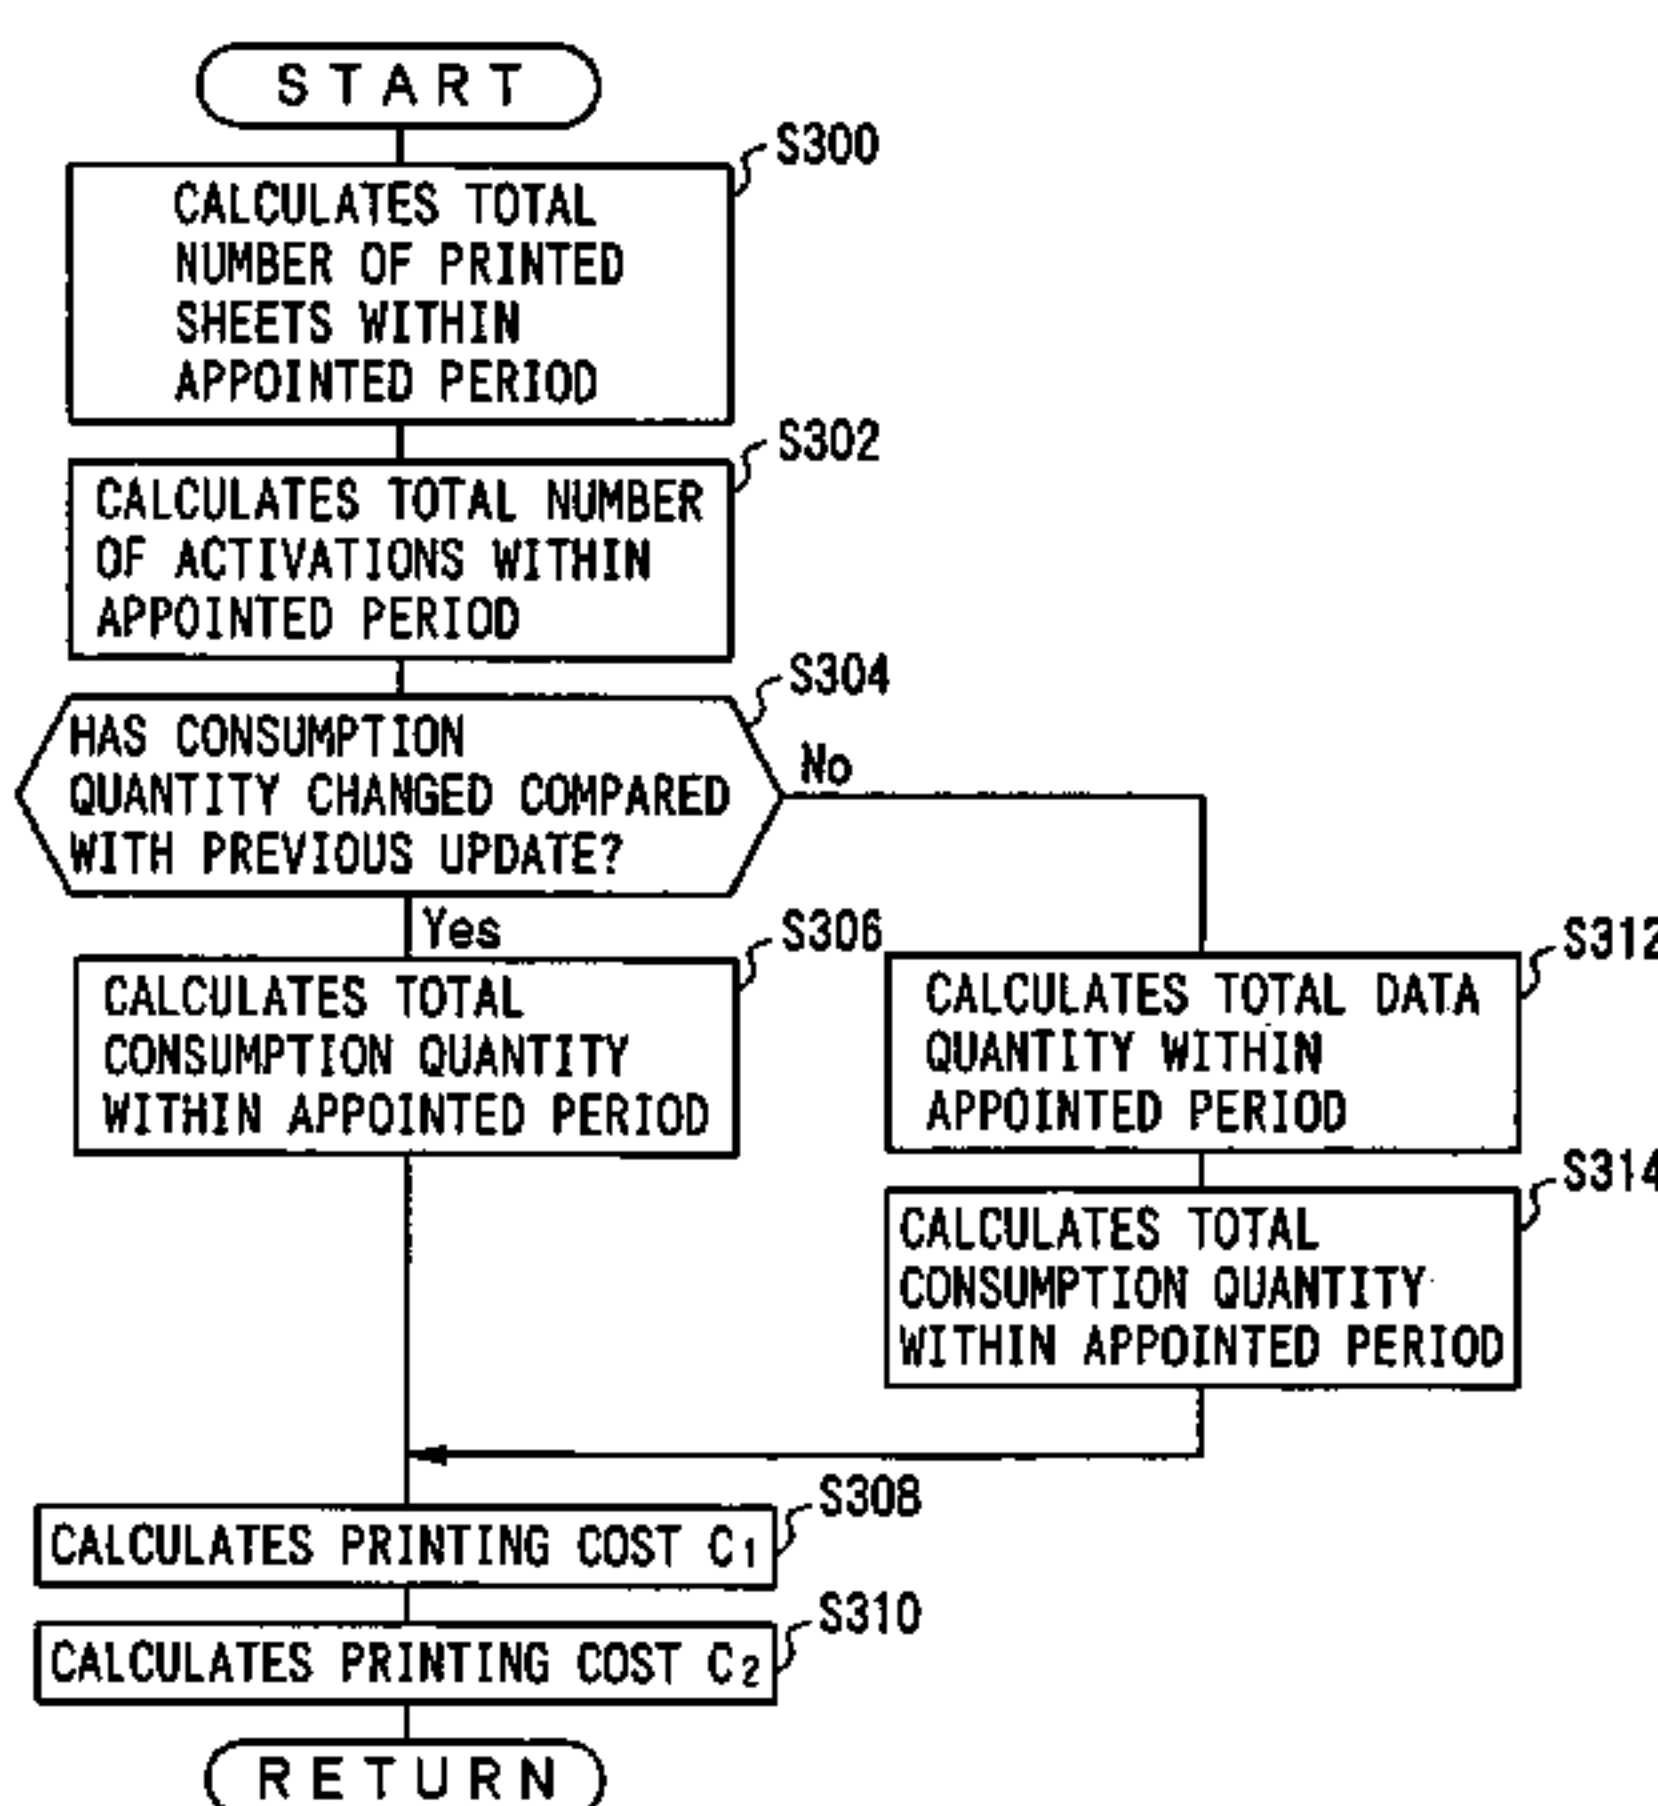 START
S300
CALCULATES TOTAL
NUMBER OF PRINTED
SHEETS WITHIN
APPOINTED PERIOD
S302
CALCULATES TOTAL NUMBER
OF ACTIVATIONS WITHIN
APPOINTED PERIOD
S304
HAS CONSUMPTION
QUANTITY CHANGED COMPARED
WITH PREVIOUS UPDATE?
No
Yes
S306
CALCULATES TOTAL
CONSUMPTION QUANTITY
WITHIN APPOINTED PERIOD
S312
CALCULATES TOTAL DATA
QUANTITY WITHIN
APPOINTED PERIOD
S314
CALCULATES TOTAL
CONSUMPTION QUANTITY
WITHIN APPOINTED PERIOD
S308
CALCULATES PRINTING COST C1
S310
CALCULATES PRINTING COST C2
RETURN